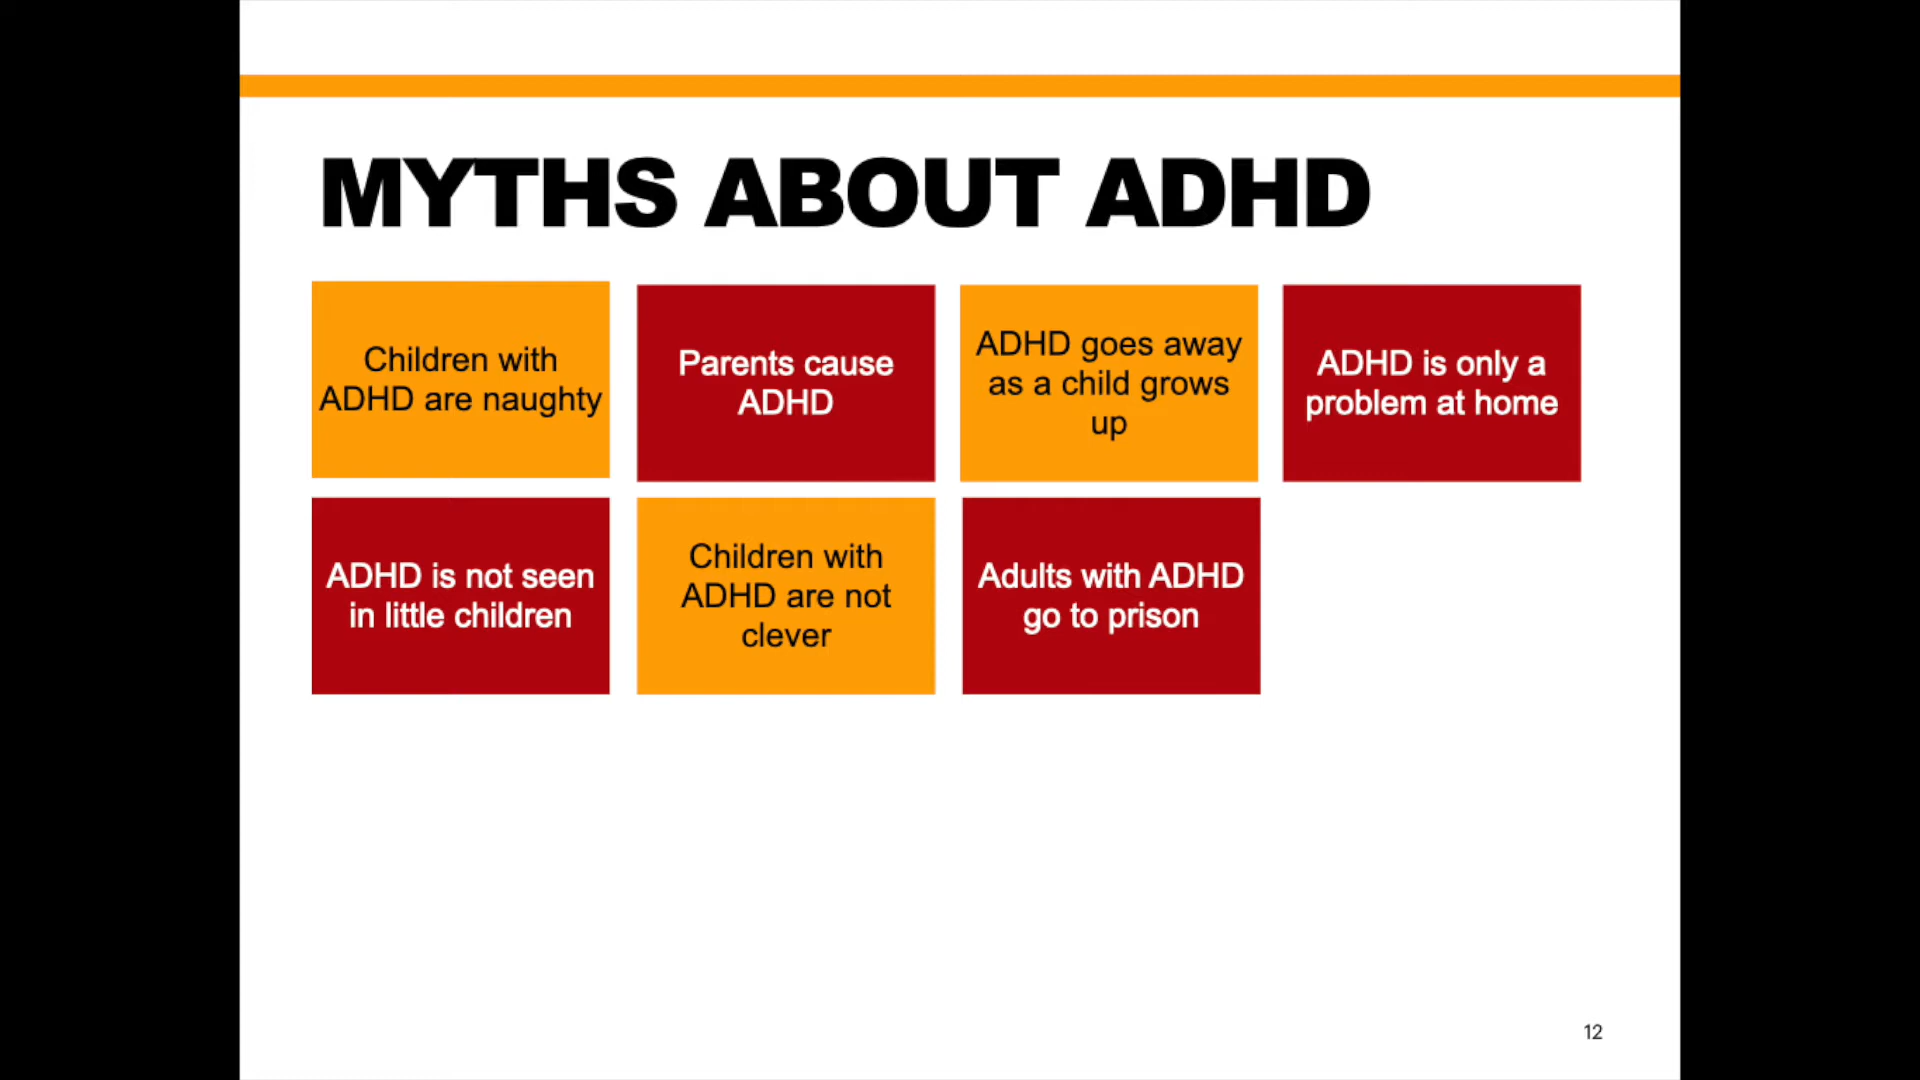 MYTHS ABOUT ADHD
Children with
ADHD are naughty
Parents cause
ADHD
ADHD goes away
as a child grows
up
ADHD is only a
problem at home
ADHD is not seen
in little children
Children with
ADHD are not
clever
Adults with ADHD
go to prison
12